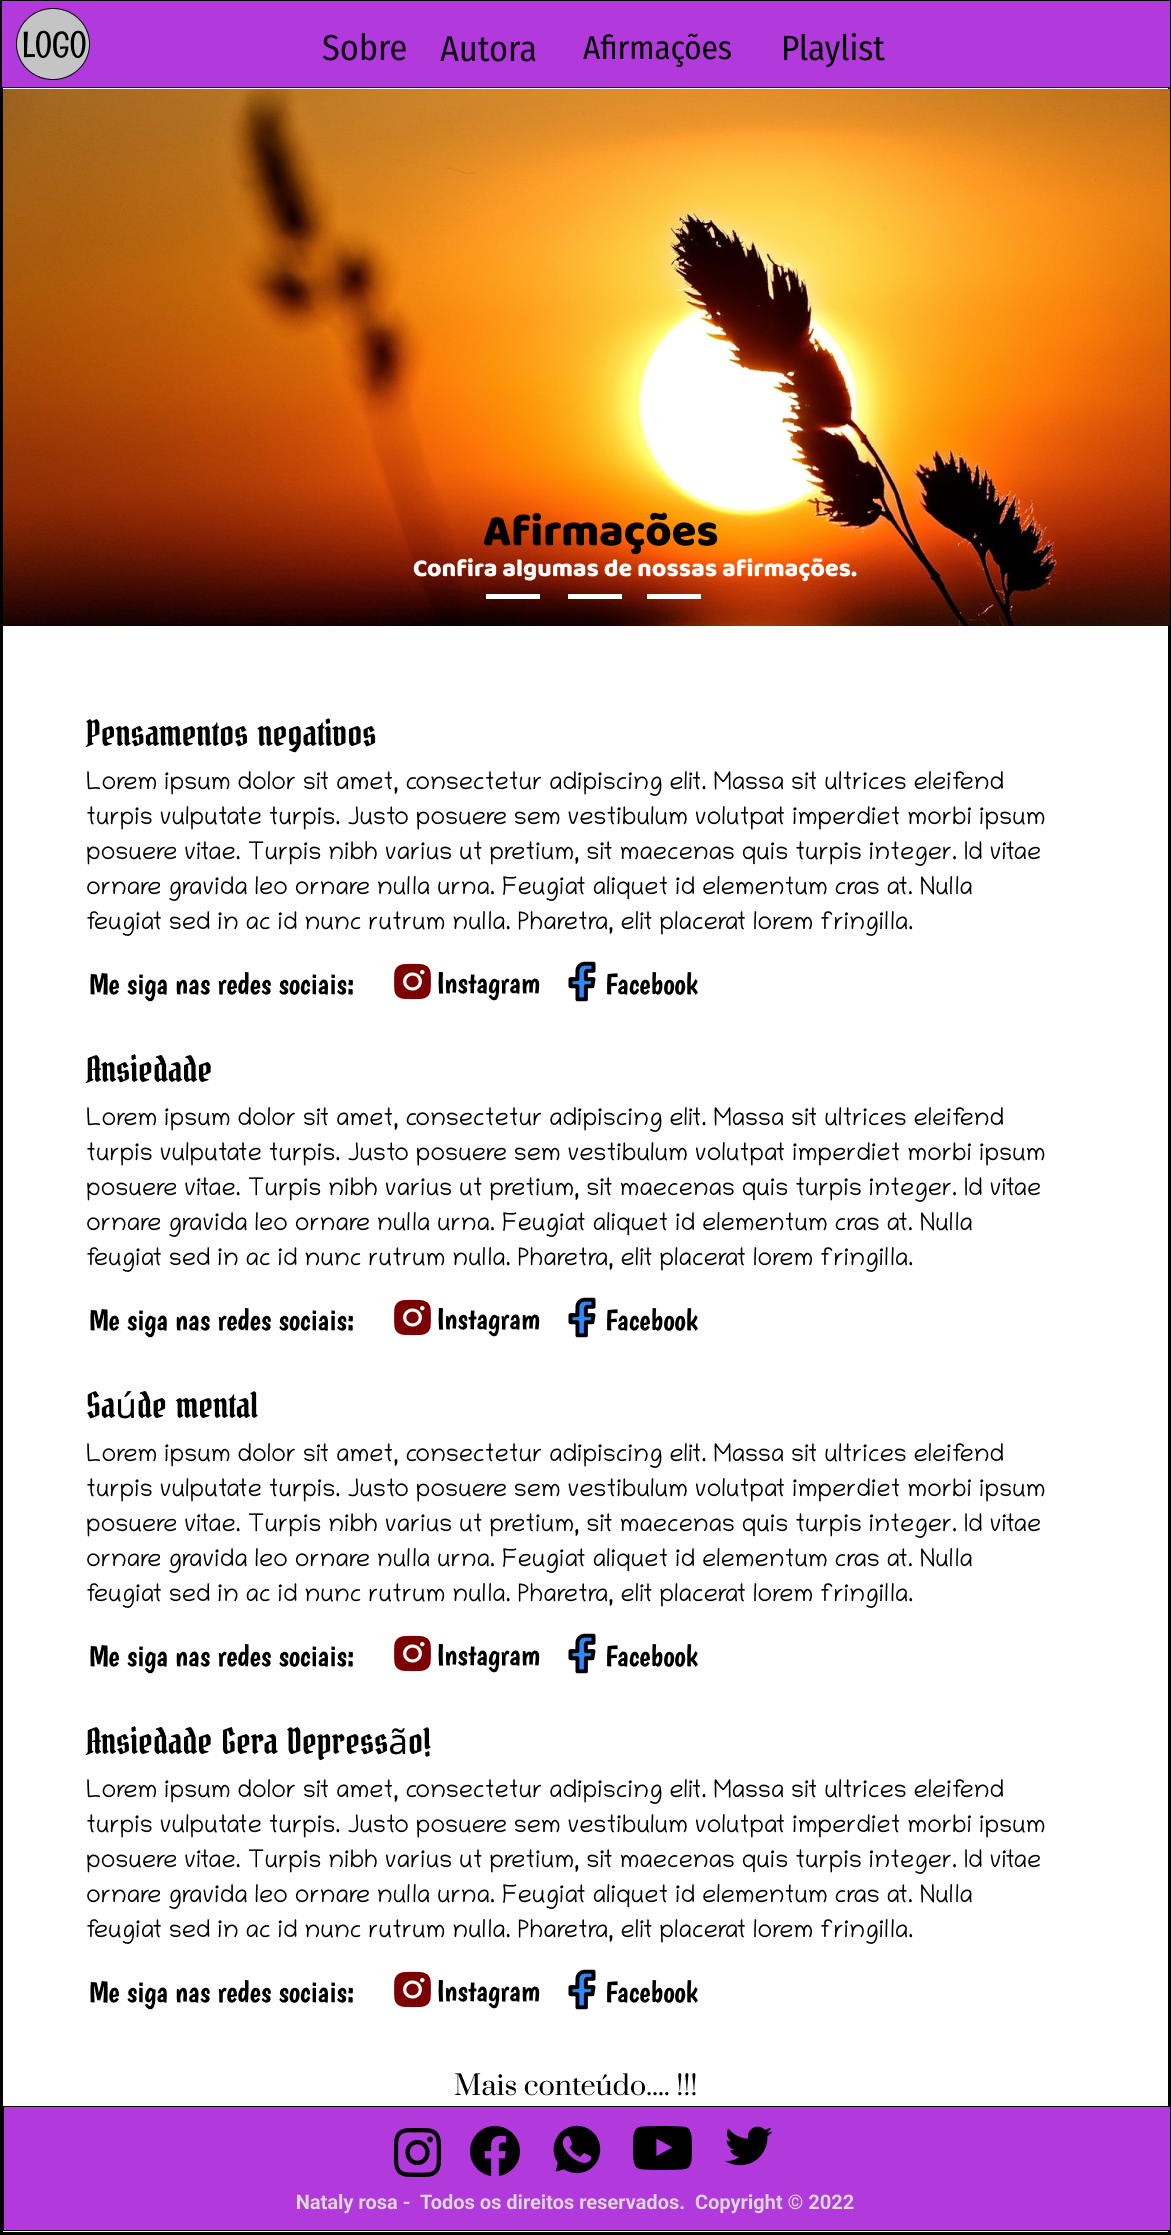 LOGO
Sobre Autora Afirmações Playlist
Afirmações
Confira algumas de nossas afirmações.
Pensamentos negativos
Lorem ipsum dolor sit amet, consectetur adipiscing elit. Massa sit ultrices eleifend
turpis vulputate turpis. Justo posuere sem vestibulum volutpat imperdiet morbi ipsum
posuere vitae. Turpis nibh varius ut pretium, sit maecenas quis turpis integer. Id vitae
ornare gravida leo ornare nulla urna. Feugiat aliquet id elementum cras at. Nulla
feugiat sed in ac id nunc rutrum nulla. Pharetra, elit placerat lorem fringilla.
Me siga nas redes sociais: Instagram Facebook
Ansiedade
Lorem ipsum dolor sit amet, consectetur adipiscing elit. Massa sit ultrices eleifend
turpis vulputate turpis. Justo posuere sem vestibulum volutpat imperdiet morbi ipsum
posuere vitae. Turpis nibh varius ut pretium, sit maecenas quis turpis integer. Id vitae
ornare gravida leo ornare nulla urna. Feugiat aliquet id elementum cras at. Nulla
feugiat sed in ac id nunc rutrum nulla. Pharetra, elit placerat lorem fringilla.
Me siga nas redes sociais: Instagram Facebook
Saúde mental
Lorem ipsum dolor sit amet, consectetur adipiscing elit. Massa sit ultrices eleifend
turpis vulputate turpis. Justo posuere sem vestibulum volutpat imperdiet morbi ipsum
posuere vitae. Turpis nibh varius ut pretium, sit maecenas quis turpis integer. Id vitae
ornare gravida leo ornare nulla urna. Feugiat aliquet id elementum cras at. Nulla
feugiat sed in ac id nunc rutrum nulla. Pharetra, elit placerat lorem fringilla.
Me siga nas redes sociais: Instagram Facebook
Ansiedade Gera Depressão!
Lorem ipsum dolor sit amet, consectetur adipiscing elit. Massa sit ultrices eleifend
turpis vulputate turpis. Justo posuere sem vestibulum volutpat imperdiet morbi ipsum
posuere vitae. Turpis nibh varius ut pretium, sit maecenas quis turpis integer. Id vitae
ornare gravida leo ornare nulla urna. Feugiat aliquet id elementum cras at. Nulla
feugiat sed in ac id nunc rutrum nulla. Pharetra, elit placerat lorem fringilla.
Me siga nas redes sociais: Instagram Facebook
Mais conteúdo.... !!!
Nataly rosa - Todos os direitos reservados. Copyright © 2022